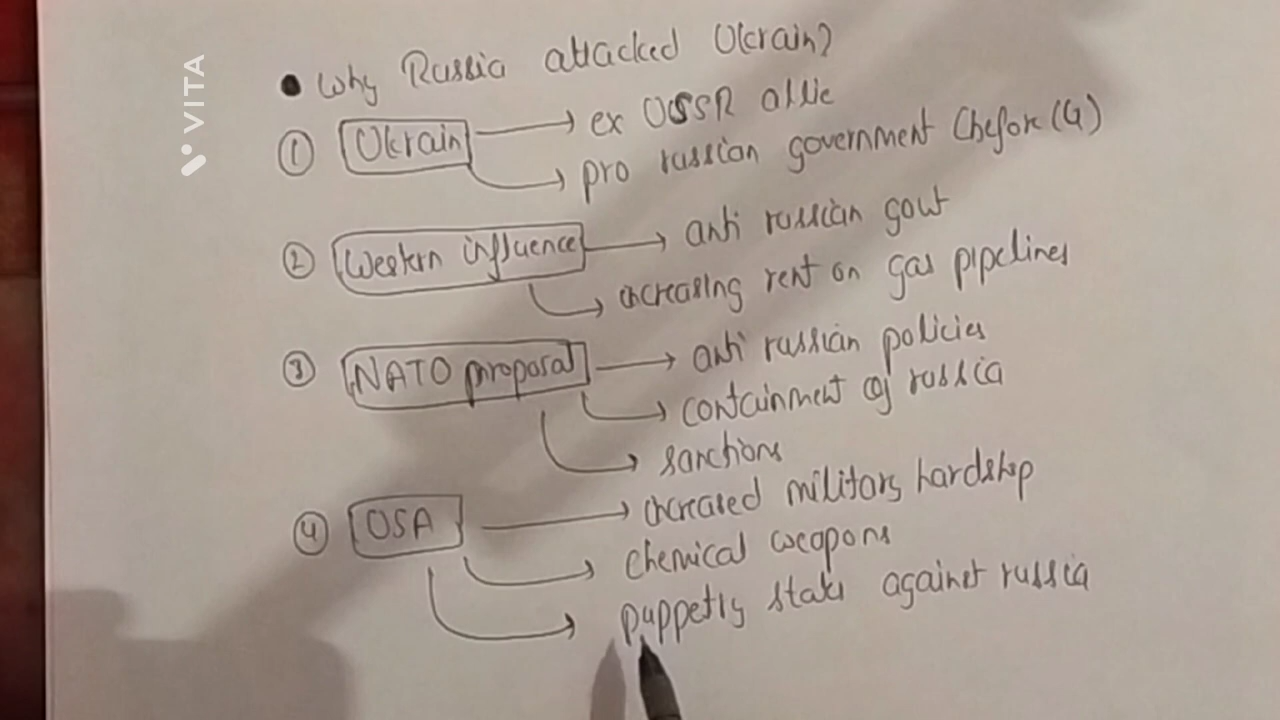 VITA
• Why Russia attacked Ukrain?
① Ukrain → ex USSR allie
→ pro russian government (before (4)
② Western influence → anti russian govt
→ increasing rent on gas pipelines
③ NATO proposal → anti russian policies
→ containment of russia
→ sanctions
④ USA → increased military hardship
→ chemical weapons
→ state against russia